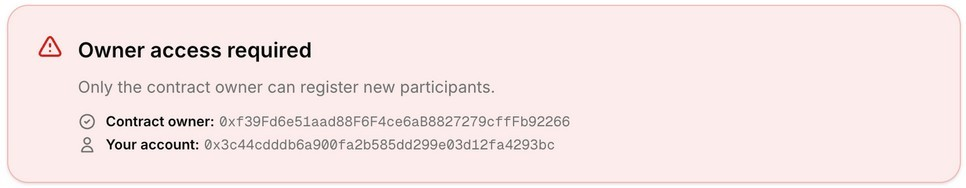 Owner access required
Only the contract owner can register new participants.
Contract owner: 0xf39Fd6e51aad88F6F4ce6aB8827279cffFb92266
Your account: 0x3c44cdddb6a900fa2b585dd299e03d12fa4293bc